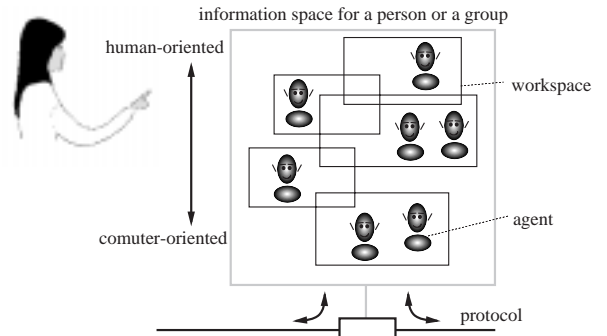 information space for a person or a group
human-oriented
workspace
agent
comuter-oriented
protocol